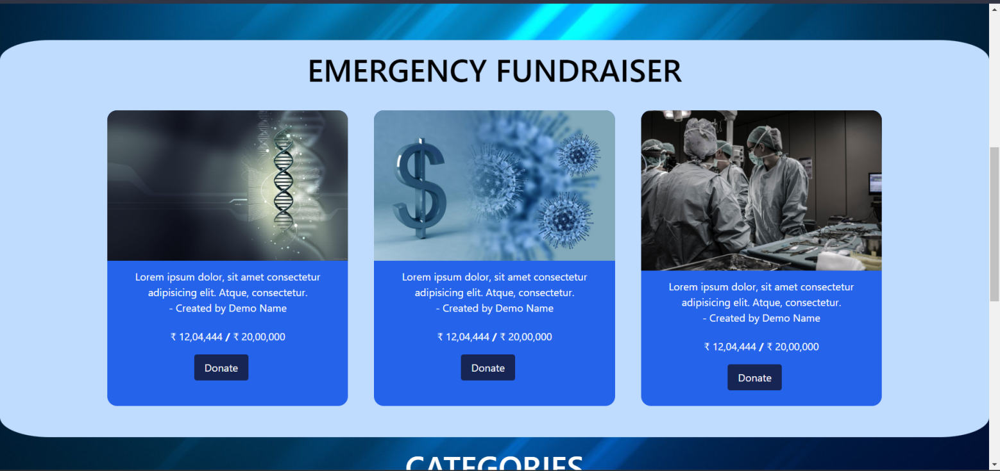 EMERGENCY FUNDRAISER
Lorem ipsum dolor, sit amet consectetur
adipisicing elit. Atque, consectetur.
- Created by Demo Name
₹ 12,04,444 / ₹ 20,00,000
Donate
Lorem ipsum dolor, sit amet consectetur
adipisicing elit. Atque, consectetur.
- Created by Demo Name
₹ 12,04,444 / ₹ 20,00,000
Donate
Lorem ipsum dolor, sit amet consectetur
adipisicing elit. Atque, consectetur.
- Created by Demo Name
₹ 12,04,444 / ₹ 20,00,000
Donate
CATEGORIES